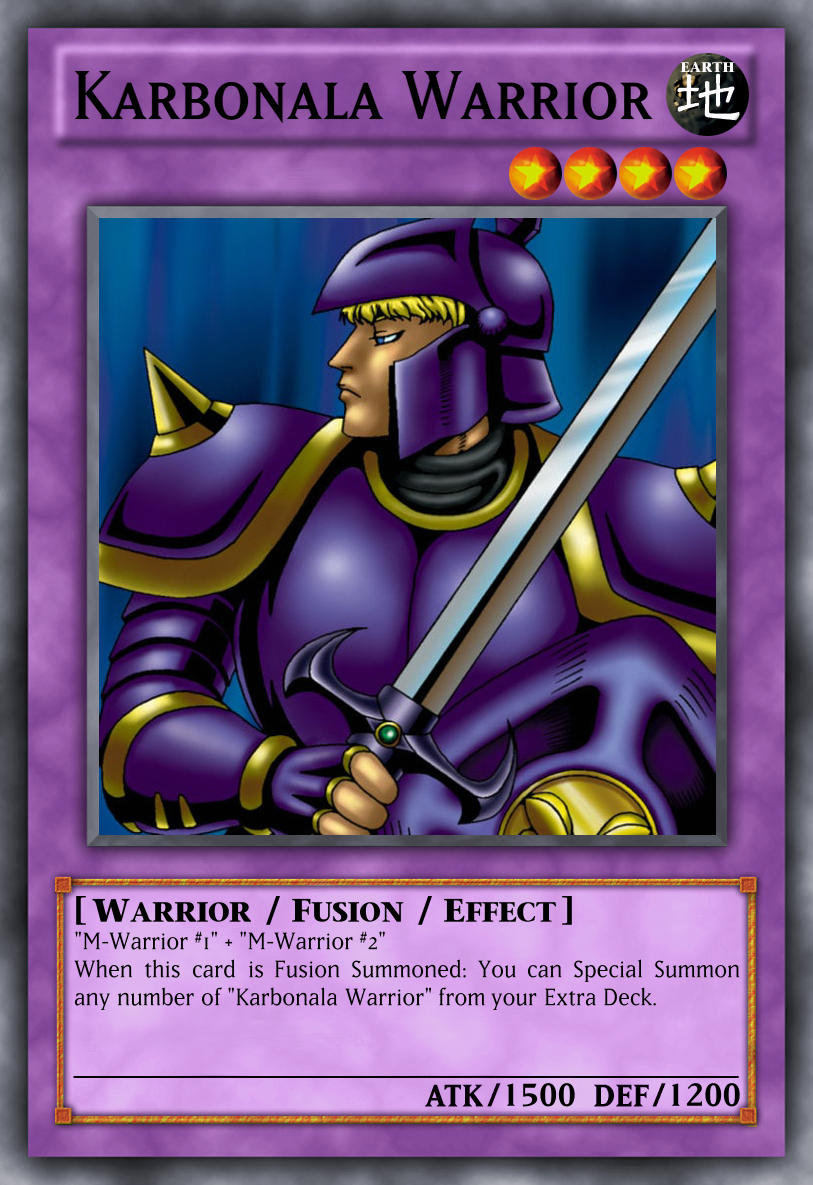 Karbonala Warrior
EARTH
地
[ Warrior / Fusion / Effect ]
"M-Warrior #1" + "M-Warrior #2"
When this card is Fusion Summoned: You can Special Summon
any number of "Karbonala Warrior" from your Extra Deck.
ATK/1500 DEF/1200